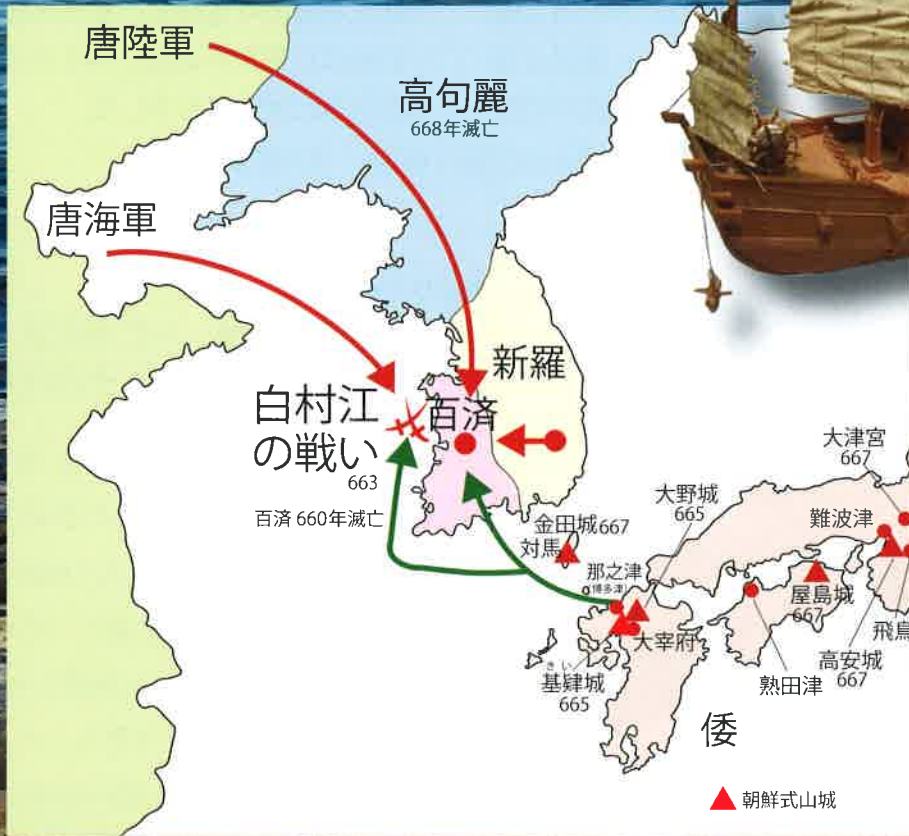 唐陸軍
高句麗
668年滅亡
唐海軍
新羅
白村江
の戦い
663
百済
百済 660年滅亡
大津宮
667
大野城
665
難波津
金田城667
対馬
那之津
(博多津)
屋島城
667
大宰府
飛鳥
高安城
667
きい
基肄城
665
熟田津
倭
朝鮮式山城